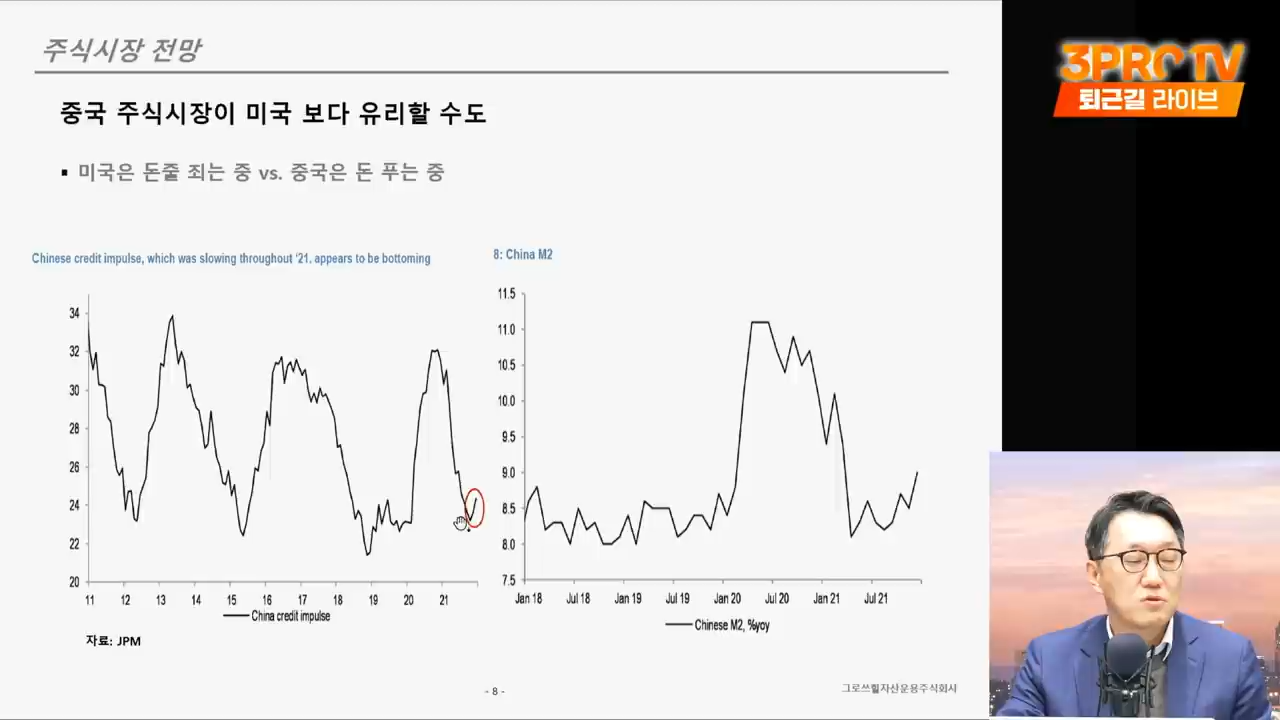 주식시장 전망
3PRO TV
퇴근길 라이브
중국 주식시장이 미국 보다 유리할 수도
▪ 미국은 돈줄 죄는 중 vs. 중국은 돈 푸는 중
Chinese credit impulse, which was slowing throughout '21, appears to be bottoming
34
32
30
28
26
24
22
20
11 12 13 14 15 16 17 18 19 20 21
China credit impulse
8: China M2
11.5
11.0
10.5
10.0
9.5
9.0
8.5
8.0
7.5
Jan 18 Jul 18 Jan 19 Jul 19 Jan 20 Jul 20 Jan 21 Jul 21
Chinese M2, %yoy
자료: JPM
- 8 -
그로쓰힐자산운용주식회사